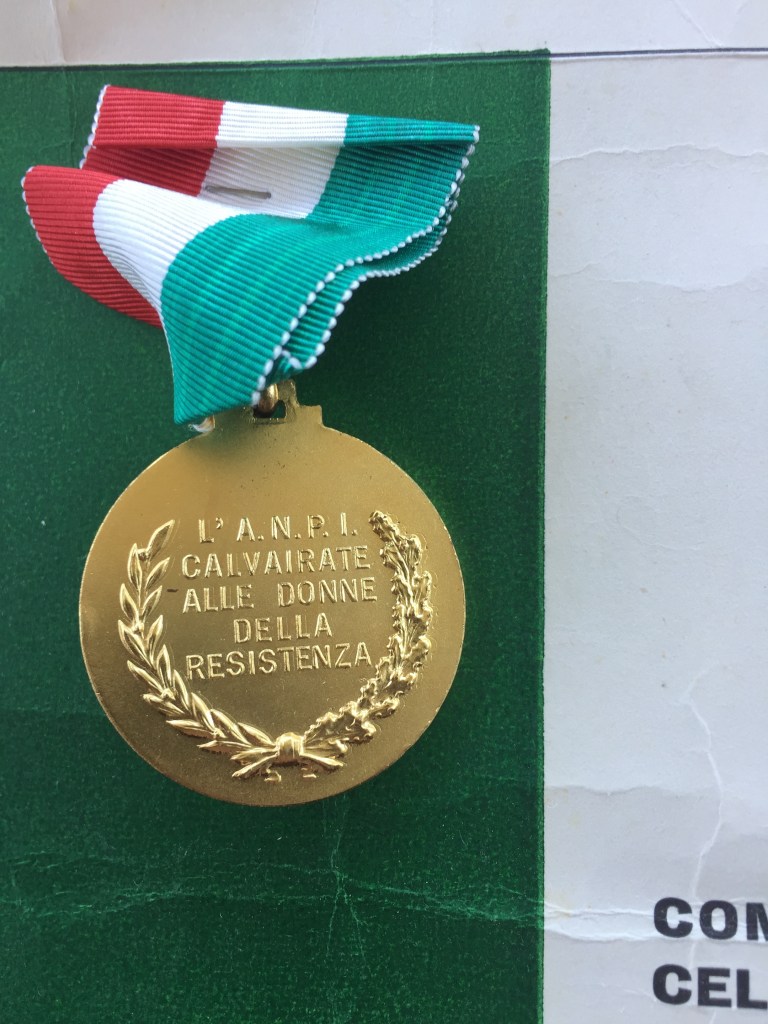 L' A.N.P.I.
CALVAIRATE
ALLE DONNE
DELLA
RESISTENZA
COM
CEL